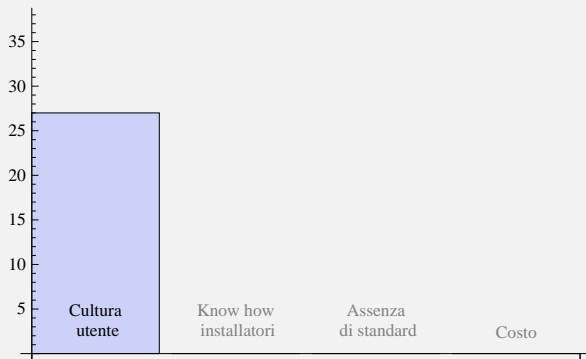 35
30
25
20
15
10
5
Cultura
utente
Know how
installatori
Assenza
di standard
Costo